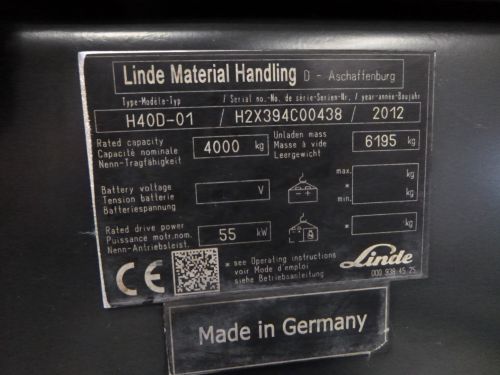 Linde Material Handling D - Aschaffenburg
Type-Modèle-Typ / Serial no.-No. de série-Serien-Nr. / year-année-Baujahr
H40D-01 / H2X394C00438 / 2012
Rated capacity
Capacité nominale
Nenn-Tragfähigkeit
4000 kg
Unladen mass
Masse à vide
Leergewicht
6195 kg
Battery voltage
Tension batterie
Batteriespannung
V
max.
*
min.
kg
Rated drive power
Puissance motr.nom.
Nenn-Antriebsleist.
55 kW
L
* kg
* see Operating instructions
voir Mode d'emploi
siehe Betriebsanleitung
CE
Linde
000 938 45 25
Made in Germany